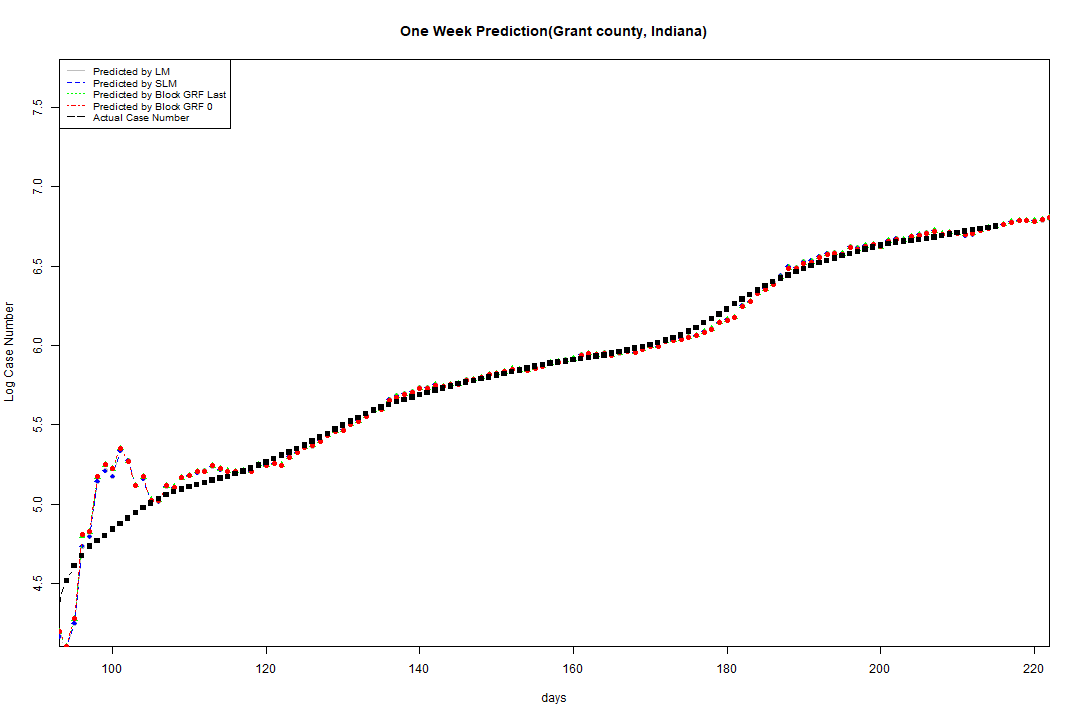 One Week Prediction(Grant county, Indiana)
Predicted by LM
Predicted by SLM
Predicted by Block GRF Last
Predicted by Block GRF 0
Actual Case Number
7.5
7.0
6.5
6.0
5.5
5.0
4.5
Log Case Number
100 120 140 160 180 200 220
days